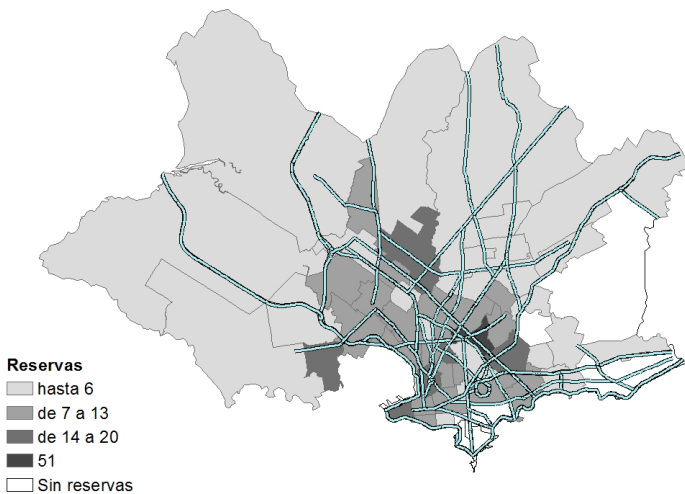 Reservas
hasta 6
de 7 a 13
de 14 a 20
51
Sin reservas